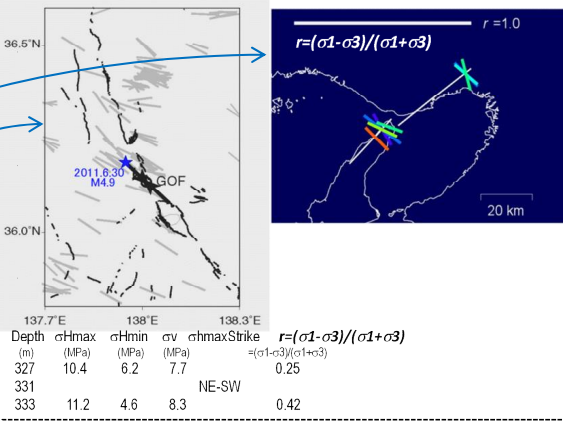 36.5°N
36.0°N
2011.6.30
M4.9
GOF
137.7°E
138°E
138.3°E
r =1.0
r=(σ1-σ3)/(σ1+σ3)
20 km
Depth σHmax σHmin σv σhmaxStrike r=(σ1-σ3)/(σ1+σ3)
(m) (MPa) (MPa) (MPa) =(σ1-σ3)/(σ1+σ3)
327 10.4 6.2 7.7 0.25
331 NE-SW
333 11.2 4.6 8.3 0.42